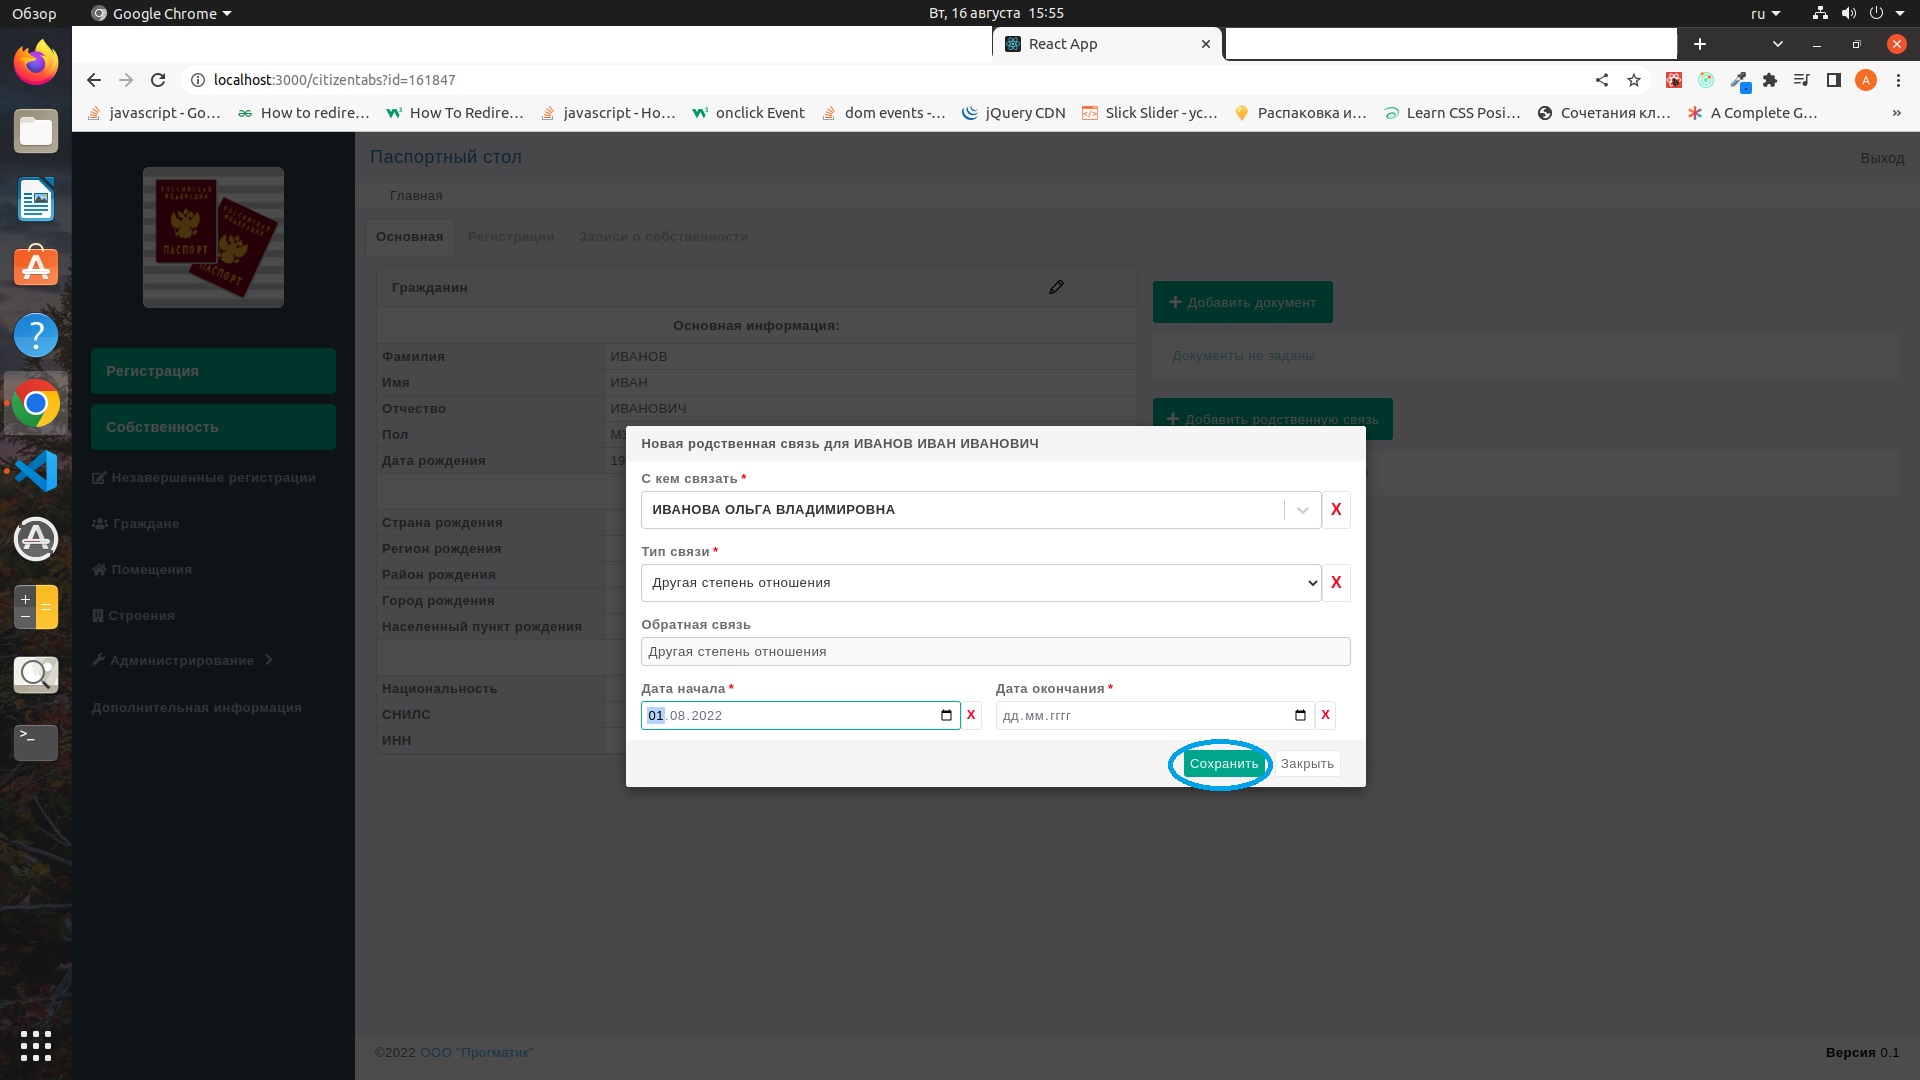 Обзор
Google Chrome
Вт, 16 августа 15:55
ru
React App
localhost:3000/citizentabs?id=161847
A
javascript - Go…
How to redire…
How To Redire…
javascript - Ho…
onclick Event
dom events -…
jQuery CDN
Slick Slider - ус…
Распаковка и…
Learn CSS Posi…
Сочетания кл…
A Complete G…
»
РОССИЙСКАЯ
ФЕДЕРАЦИЯ
ПАСПОРТ
РОССИЙСКАЯ
ФЕДЕРАЦИЯ
ПАСПОРТ
Паспортный стол
Выход
Главная
Основная
Регистрации
Записи о собственности
Гражданин
Основная информация:
Фамилия ИВАНОВ
Имя ИВАН
Отчество ИВАНОВИЧ
Пол
Дата рождения 19
Страна рождения
Регион рождения
Район рождения
Город рождения
Населенный пункт рождения
Национальность
СНИЛС
ИНН
Добавить документ
Документы не заданы
Добавить родственную связь
Регистрация
Собственность
Незавершенные регистрации
Граждане
Помещения
Строения
Администрирование
Дополнительная информация
Новая родственная связь для ИВАНОВ ИВАН ИВАНОВИЧ
С кем связать *
ИВАНОВА ОЛЬГА ВЛАДИМИРОВНА
X
Тип связи *
Другая степень отношения
X
Обратная связь
Другая степень отношения
Дата начала * Дата окончания *
01.08.2022 X дд.мм.гггг X
Сохранить Закрыть
©2022 ООО "Прогматик"
Версия 0.1